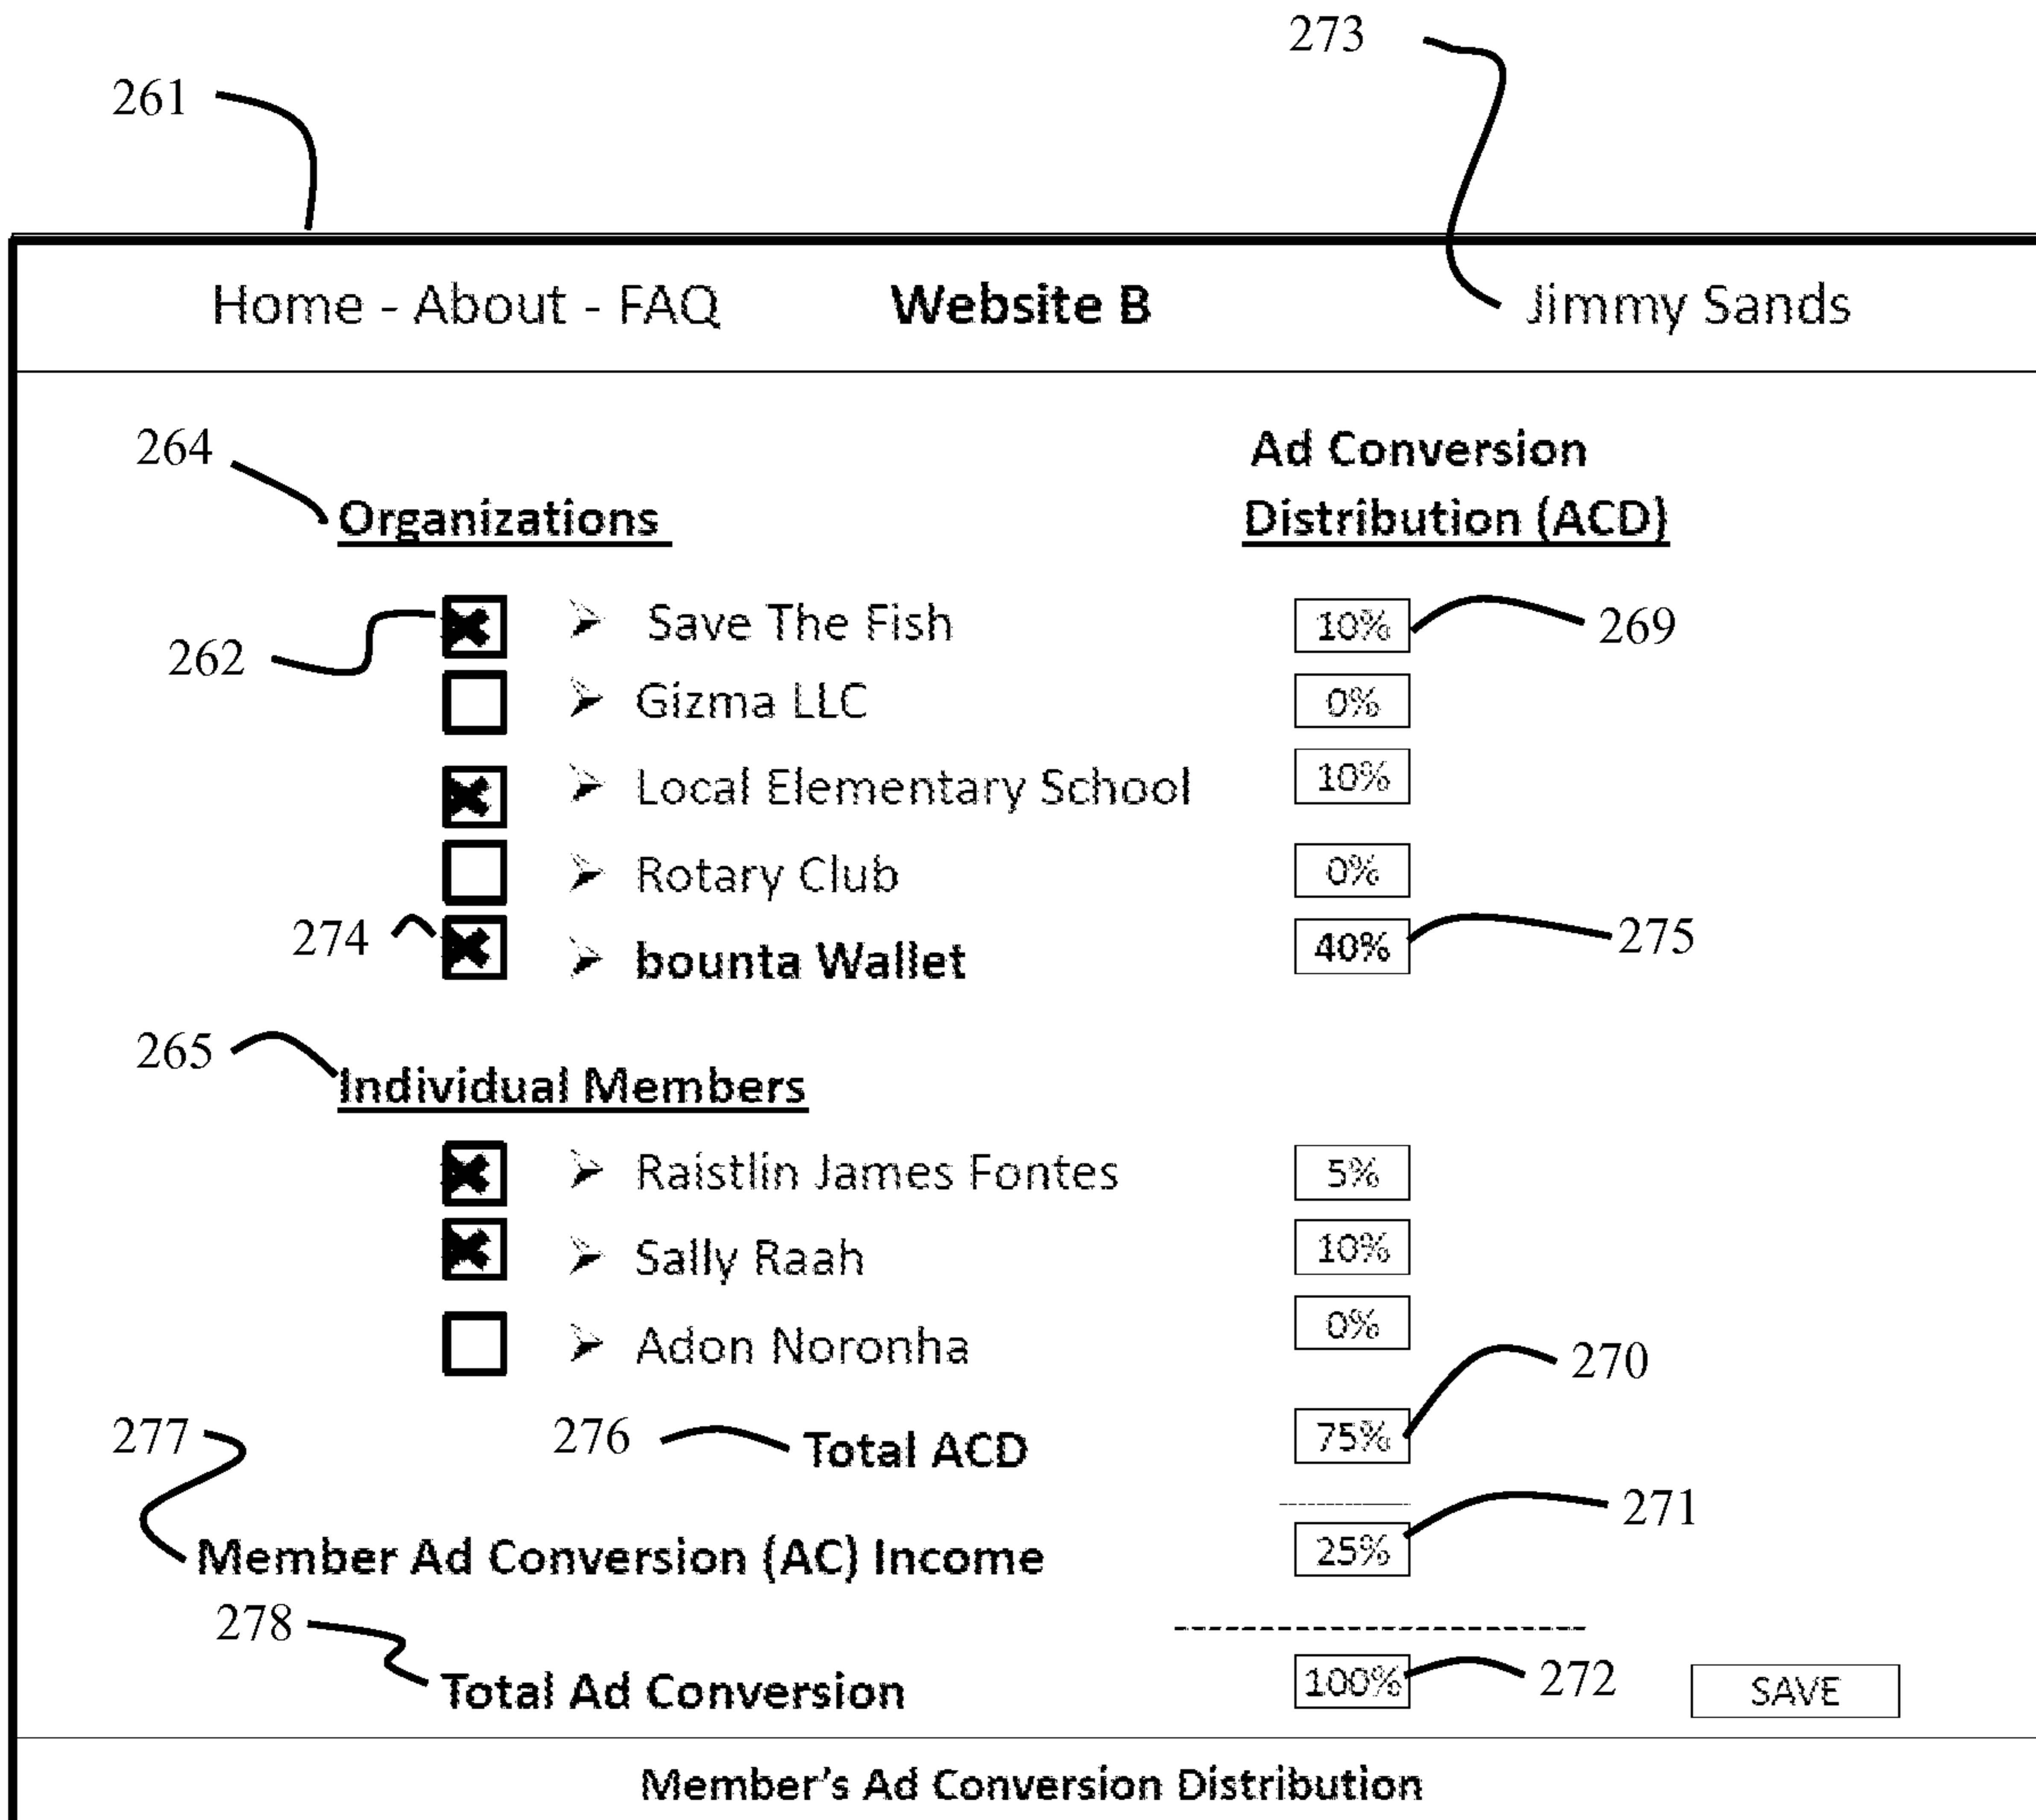 273
261
Home - About - FAQ Website B Jimmy Sands
264 Ad Conversion
Organizations Distribution (ACD)
262 Save The Fish 10% 269
Gizma LLC 0%
Local Elementary School 10%
Rotary Club 0%
274 bounta Wallet 40% 275
265
Individual Members
Raistlin James Fontes 5%
Sally Raah 10%
Adon Noronha 0%
270
277 276 Total ACD 75%
271
Member Ad Conversion (AC) Income 25%
278
Total Ad Conversion 100% 272 SAVE
Member's Ad Conversion Distribution